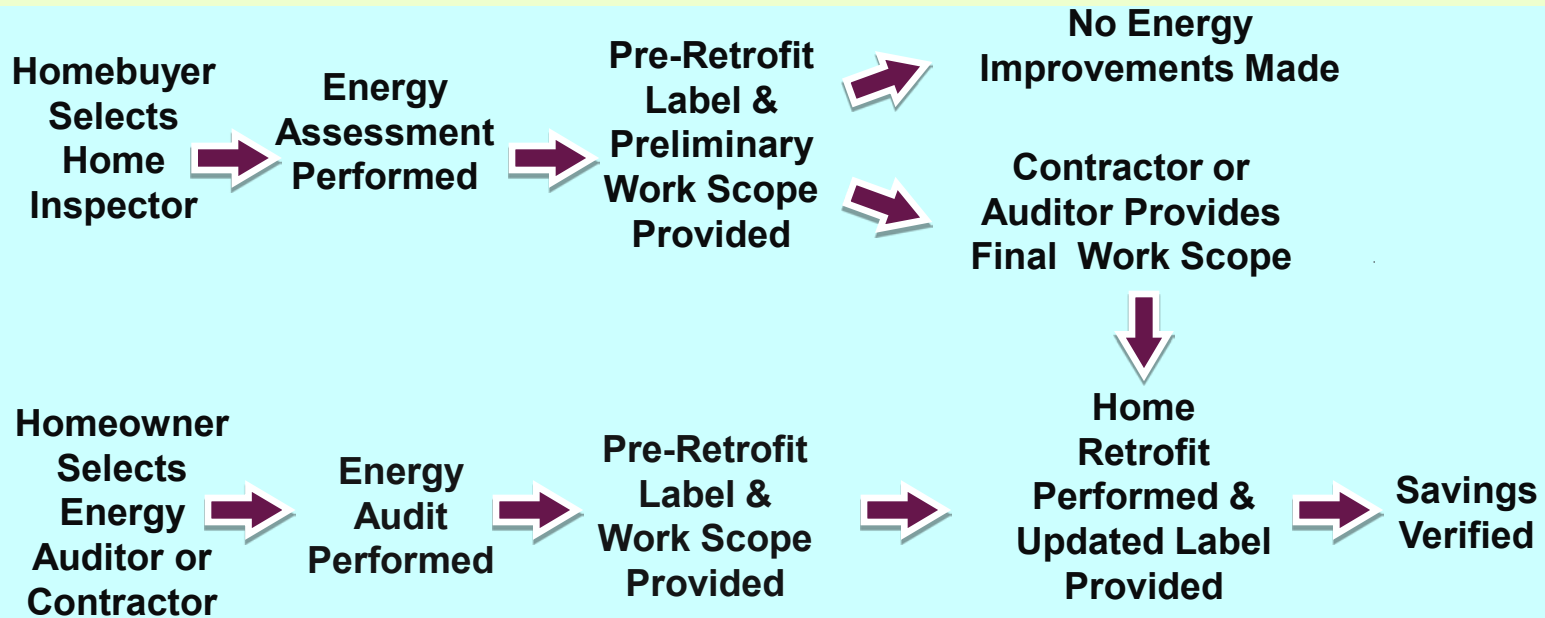 Homebuyer
Selects
Home
Inspector
Energy
Assessment
Performed
Pre-Retrofit
Label &
Preliminary
Work Scope
Provided
No Energy
Improvements Made
Contractor or
Auditor Provides
Final Work Scope
Homeowner
Selects
Energy
Auditor or
Contractor
Energy
Audit
Performed
Pre-Retrofit
Label &
Work Scope
Provided
Home
Retrofit
Performed &
Updated Label
Provided
Savings
Verified